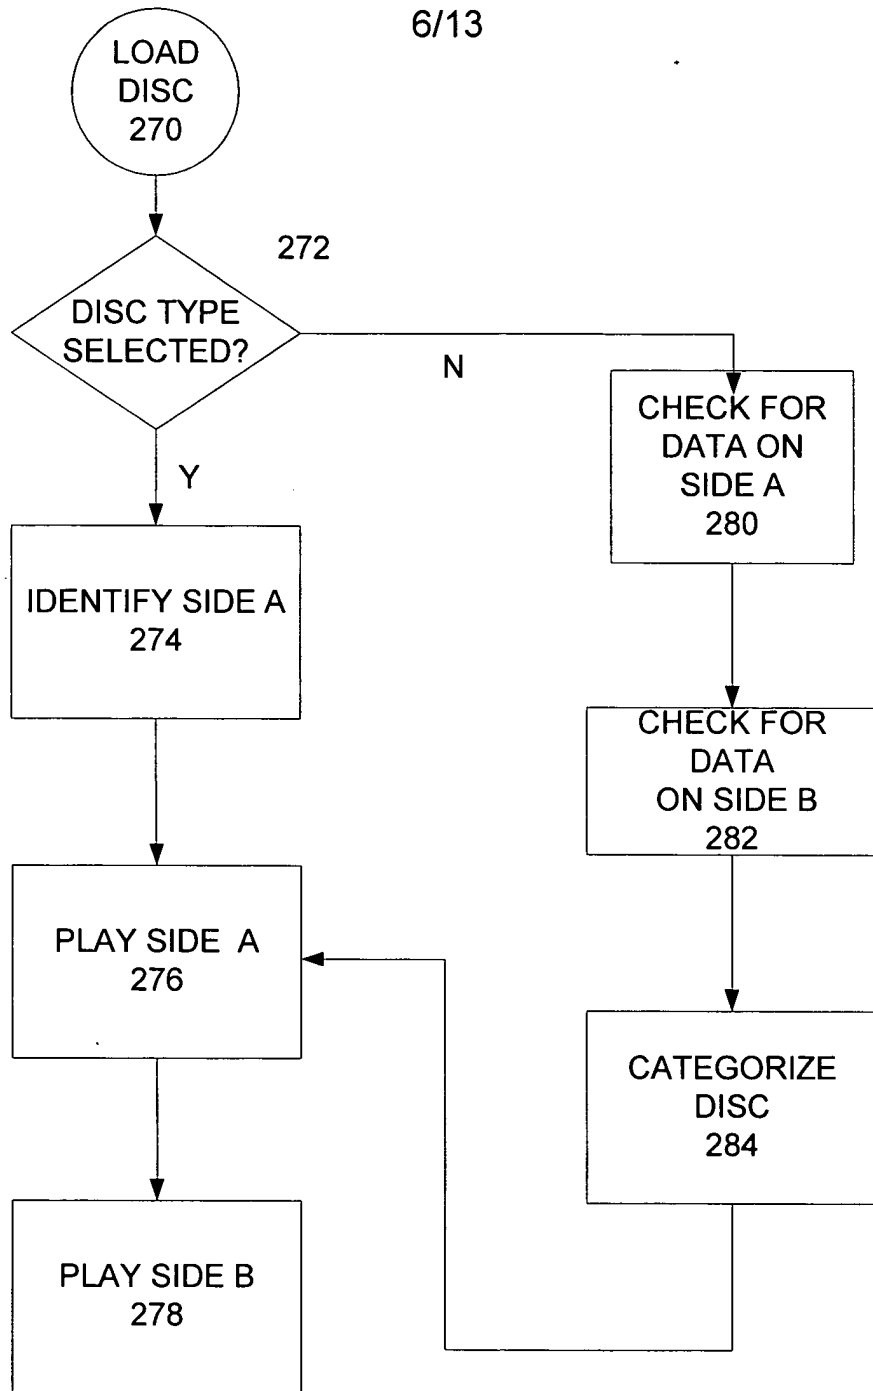 6/13
LOAD
DISC
270
272
DISC TYPE
SELECTED?
N
Y
CHECK FOR
DATA ON
SIDE A
280
IDENTIFY SIDE A
274
CHECK FOR
DATA
ON SIDE B
282
PLAY SIDE A
276
CATEGORIZE
DISC
284
PLAY SIDE B
278